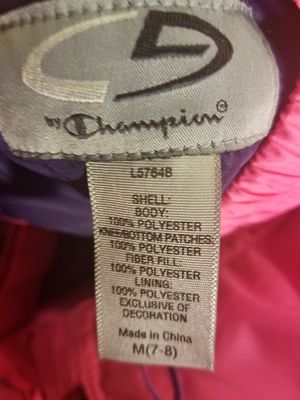 C9
by Champion ©
L5764B
SHELL:
BODY:
100% POLYESTER
KNEE/BOTTOM PATCHES:
100% POLYESTER
FIBER FILL:
100% POLYESTER
LINING:
100% POLYESTER
EXCLUSIVE OF
DECORATION
Made in China
M(7-8)